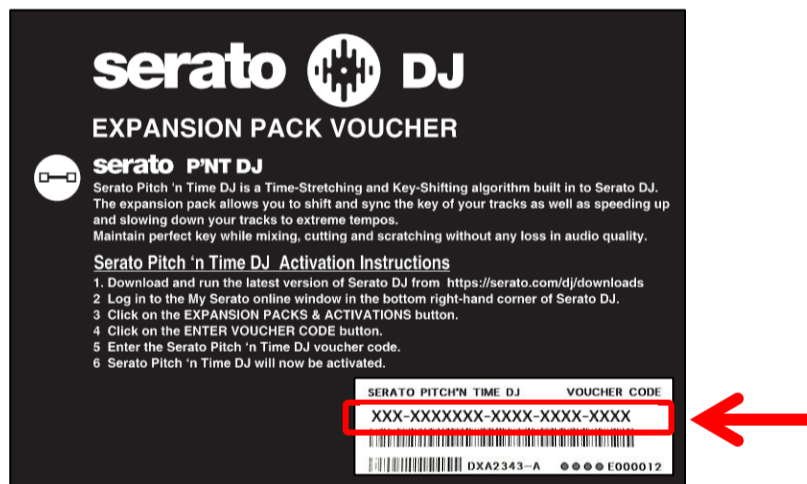 serato DJ
EXPANSION PACK VOUCHER
serato P'NT DJ
Serato Pitch 'n Time DJ is a Time-Stretching and Key-Shifting algorithm built in to Serato DJ.
The expansion pack allows you to shift and sync the key of your tracks as well as speeding up
and slowing down your tracks to extreme tempos.
Maintain perfect key while mixing, cutting and scratching without any loss in audio quality.
Serato Pitch 'n Time DJ Activation Instructions
1. Download and run the latest version of Serato DJ from https://serato.com/dj/downloads
2 Log in to the My Serato online window in the bottom right-hand corner of Serato DJ.
3 Click on the EXPANSION PACKS & ACTIVATIONS button.
4 Click on the ENTER VOUCHER CODE button.
5 Enter the Serato Pitch 'n Time DJ voucher code.
6 Serato Pitch 'n Time DJ will now be activated.
SERATO PITCH'N TIME DJ VOUCHER CODE
XXX-XXXXXXX-XXXX-XXXX-XXXX
DXA2343-A ●●●●E000012